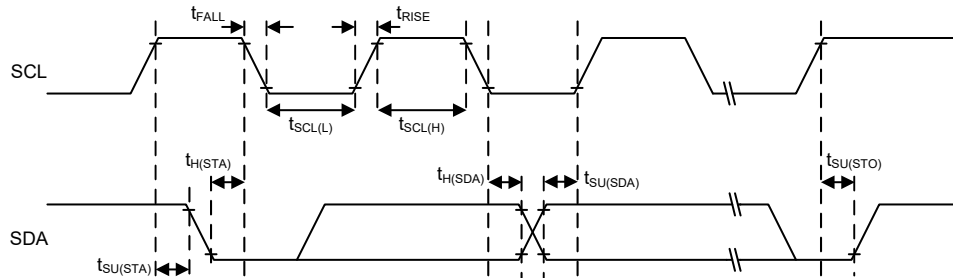 tFALL
tRISE
SCL
tSCL(L)
tSCL(H)
tH(STA)
tH(SDA)
tSU(SDA)
tSU(STO)
SDA
tSU(STA)